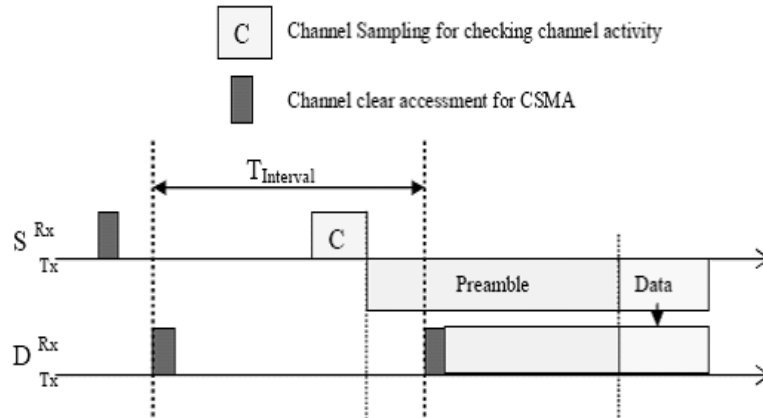 C Channel Sampling for checking channel activity
Channel clear accessment for CSMA
TInterval
S Rx
C
Tx
Preamble Data
D Rx
Tx